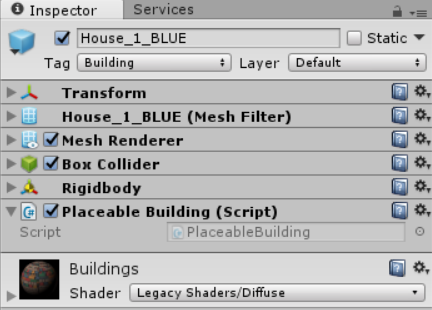 Inspector Services
House_1_BLUE Static
Tag Building Layer Default
Transform
House_1_BLUE (Mesh Filter)
Mesh Renderer
Box Collider
Rigidbody
Placeable Building (Script)
Script PlaceableBuilding
Buildings
Shader Legacy Shaders/Diffuse